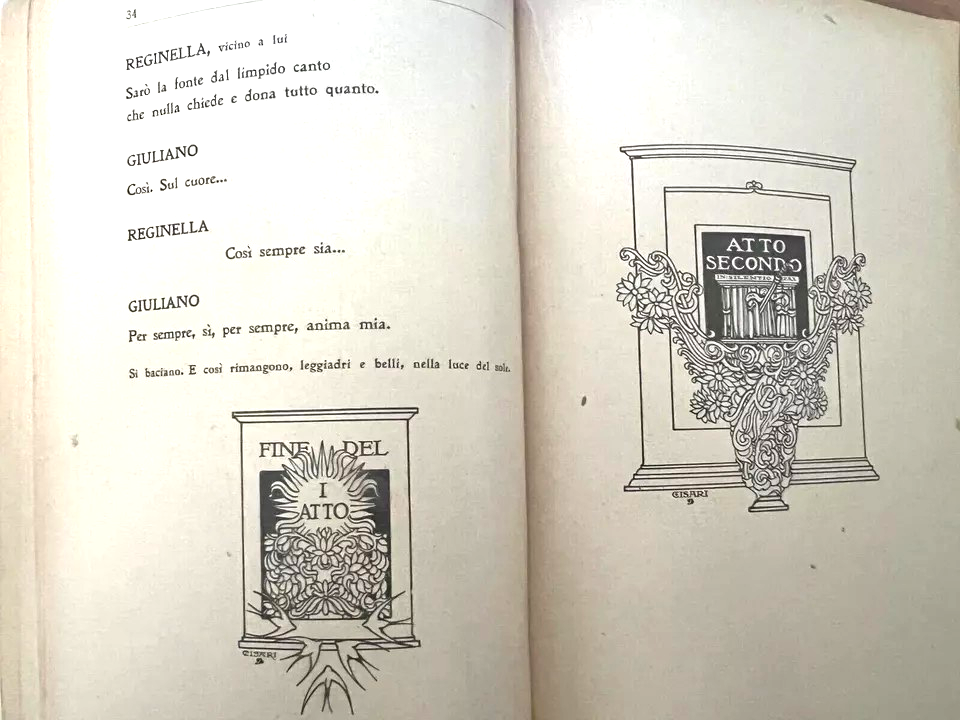 34
REGINELLA, vicino a lui
Sarò la fonte dal limpido canto
che nulla chiede e dona tutto quanto.
GIULIANO
Così. Sul cuore...
REGINELLA
Così sempre sia...
GIULIANO
Per sempre, sì, per sempre, anima mia.
Si baciano. E così rimangono, leggiadri e belli, nella luce del sole.
FINE DEL
I
ATTO
CISARI
ATTO
SECONDO
IN SILENTIO PAX
CISARI